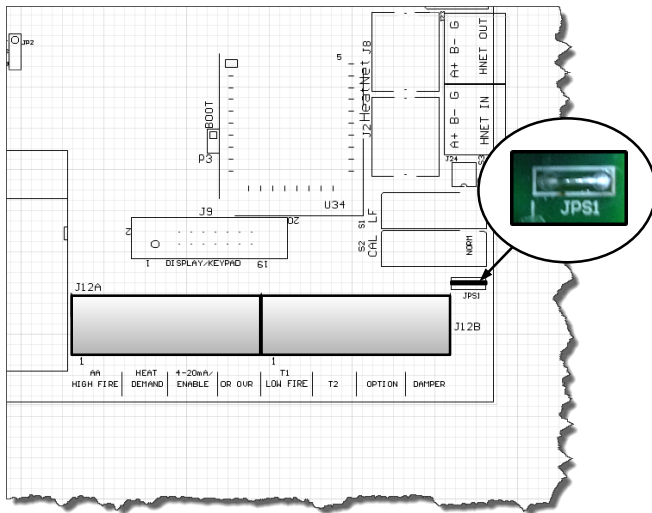 JP2
BOOT
P3
5
U34
J23
J8
HeatNet
J2
A+ B- G
HNET OUT
A+ B- G
HNET IN
J24
S3
JPS1
J9
2
20
1
DISPLAY/KEYPAD
19
S1
LF
S2
CAL
NORM
JPS1
J12A
J12B
1
1
AA
HIGH FIRE
HEAT
DEMAND
4-20mA/
ENABLE
OR OVR
T1
LOW FIRE
T2
OPTION
DAMPER